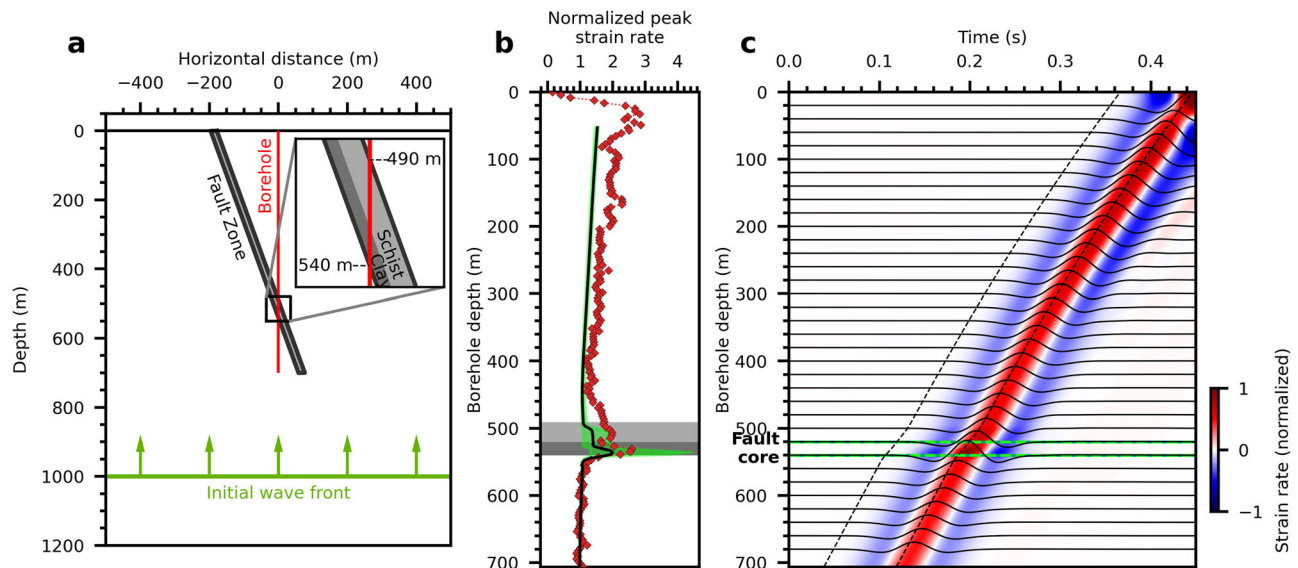 a
Horizontal distance (m)
−400 −200 0 200 400
Depth (m)
0
200
400
600
800
1000
1200
Fault Zone
Borehole
490 m
540 m
Schist
Clay
Initial wave front
b
Normalized peak
strain rate
0 1 2 3 4
Borehole depth (m)
0
100
200
300
400
500
600
700
c
Time (s)
0.0 0.1 0.2 0.3 0.4
Borehole depth (m)
0
100
200
300
400
500
600
700
Fault
core
1
0
−1
Strain rate (normalized)